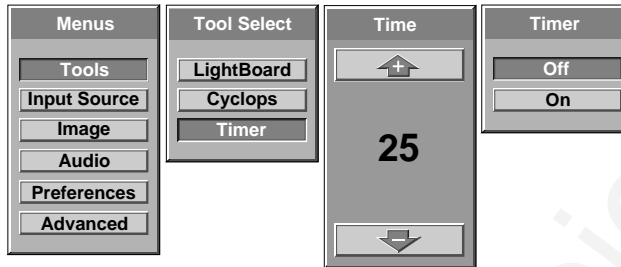 Menus
Tools
Input Source
Image
Audio
Preferences
Advanced
Tool Select
LightBoard
Cyclops
Timer
Time
+
25
−
Timer
Off
On